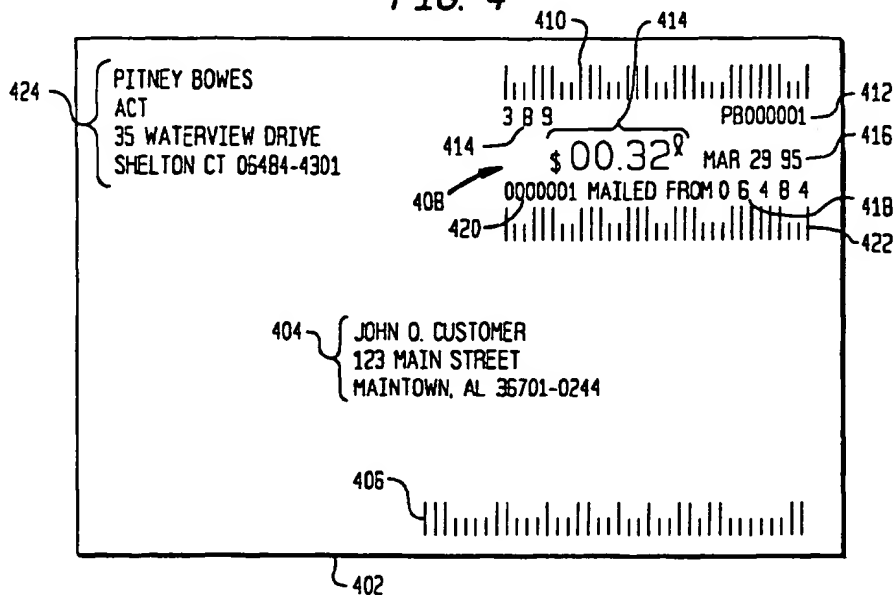 FIG. 4
410 414
424 PITNEY BOWES
ACT
35 WATERVIEW DRIVE
SHELTON CT 06484-4301
3 8 9 PB000001 412
414 $ 00.32 MAR 29 95 416
408
0000001 MAILED FROM 0 6 4 8 4 418
420 422
404 JOHN Q. CUSTOMER
123 MAIN STREET
MAINTOWN, AL 36701-0244
406
402